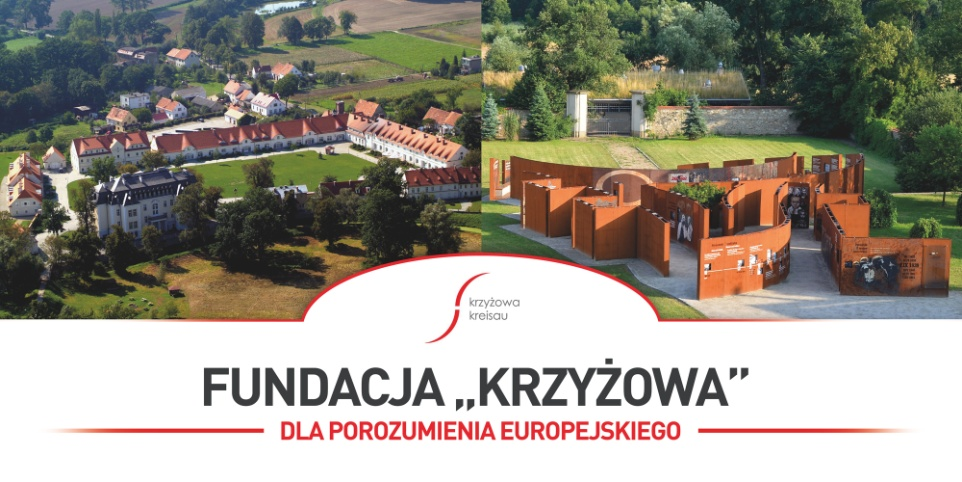 krzyżowa
kreisau
FUNDACJA „KRZYŻOWA”
DLA POROZUMIENIA EUROPEJSKIEGO